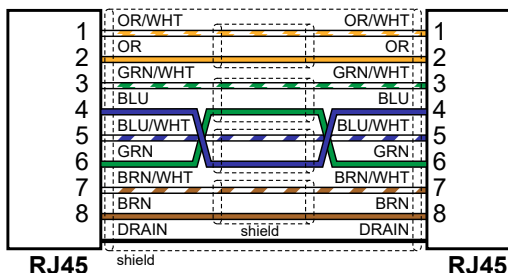 OR/WHT OR/WHT
1 1
OR OR
2 2
GRN/WHT GRN/WHT
3 3
BLU BLU
4 4
BLU/WHT BLU/WHT
5 5
GRN GRN
6 6
BRN/WHT BRN/WHT
7 7
BRN BRN
8 8
DRAIN shield DRAIN
RJ45 shield RJ45